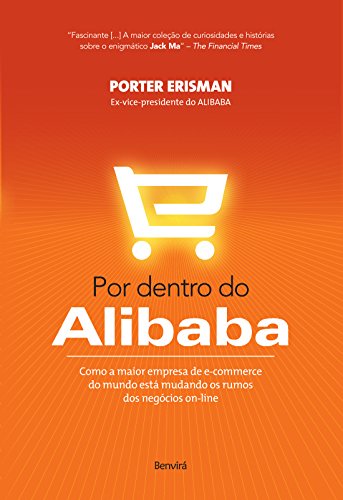 “Fascinante [...] A maior coleção de curiosidades e histórias
sobre o enigmático Jack Ma” – The Financial Times
PORTER ERISMAN
Ex-vice-presidente do ALIBABA
Por dentro do
Alibaba
Como a maior empresa de e-commerce
do mundo está mudando os rumos
dos negócios on-line
Benvirá